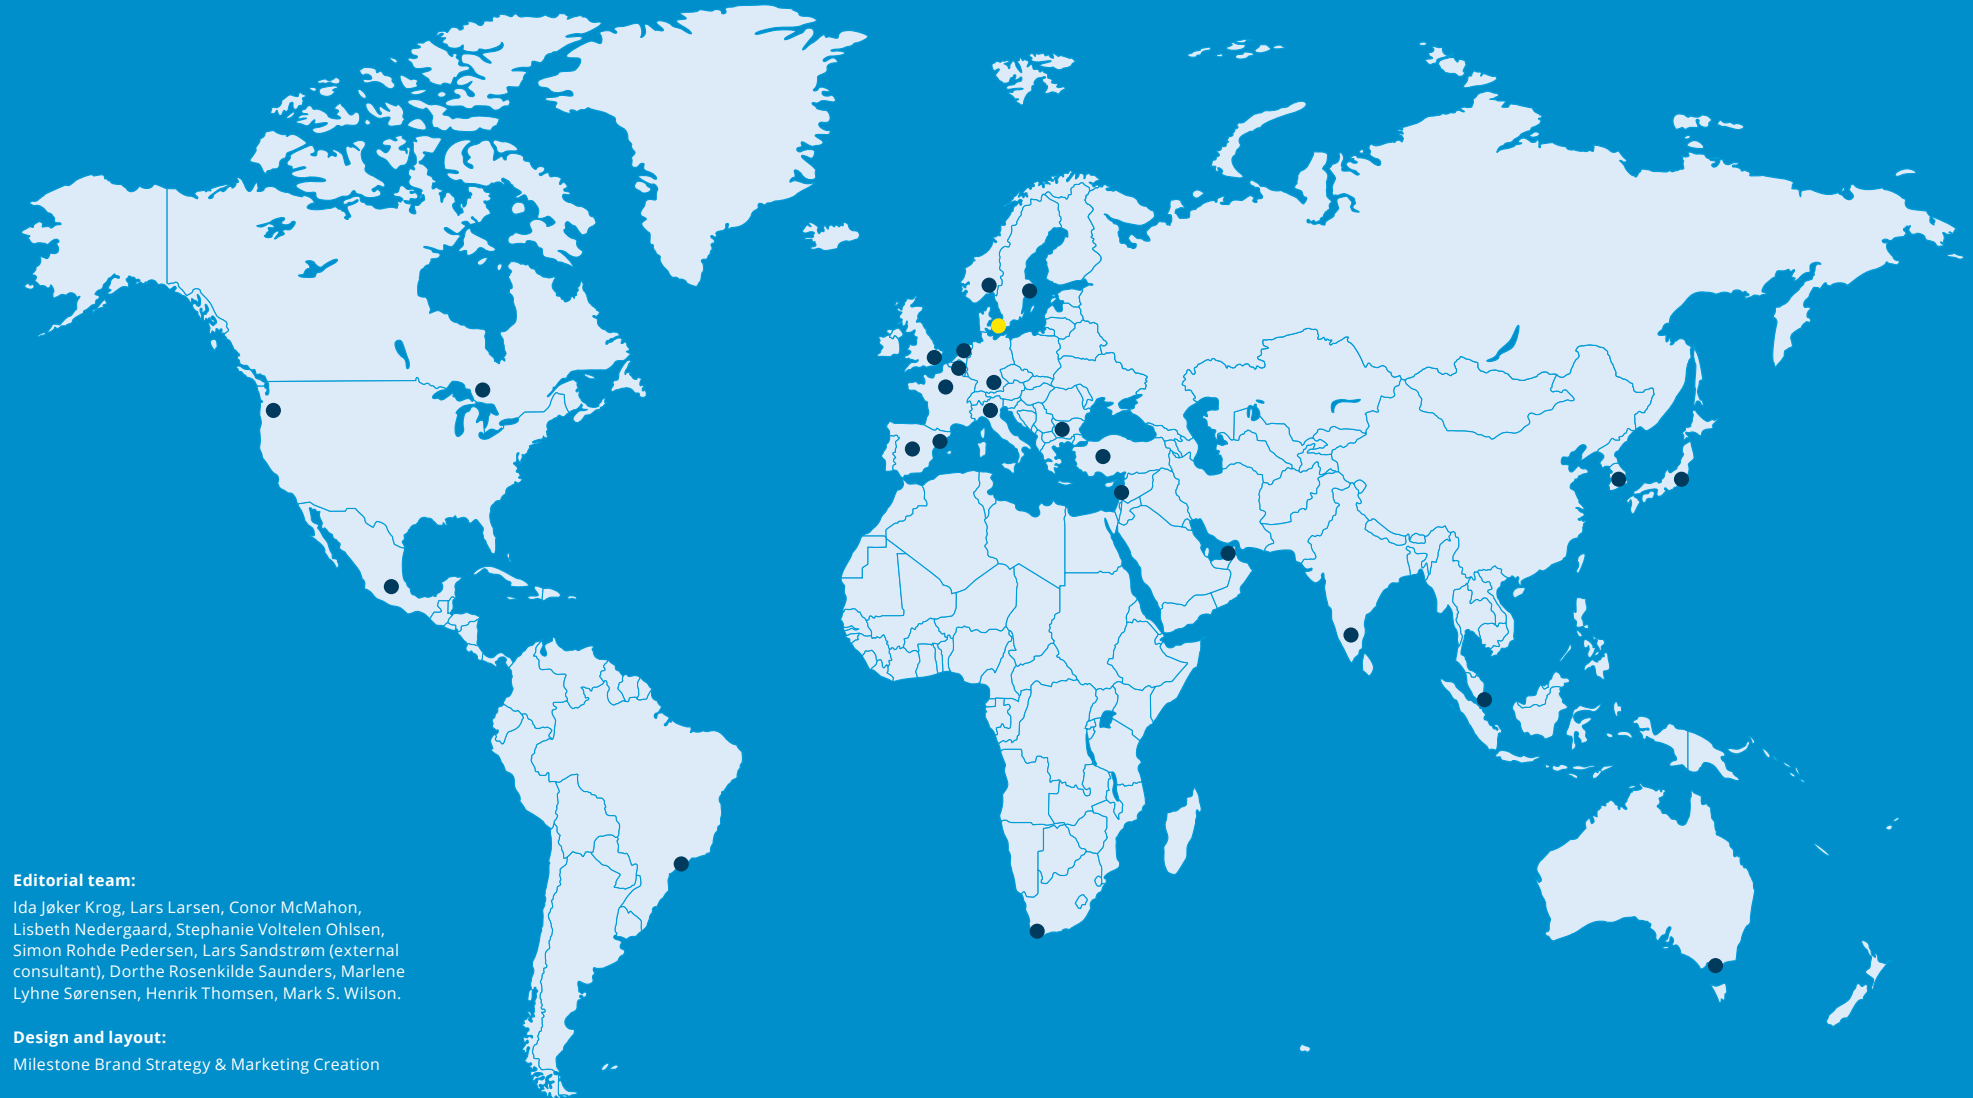 Editorial team:
Ida Jøker Krog, Lars Larsen, Conor McMahon,
Lisbeth Nedergaard, Stephanie Voltelen Ohlsen,
Simon Rohde Pedersen, Lars Sandstrøm (external
consultant), Dorthe Rosenkilde Saunders, Marlene
Lyhne Sørensen, Henrik Thomsen, Mark S. Wilson.
Design and layout:
Milestone Brand Strategy & Marketing Creation